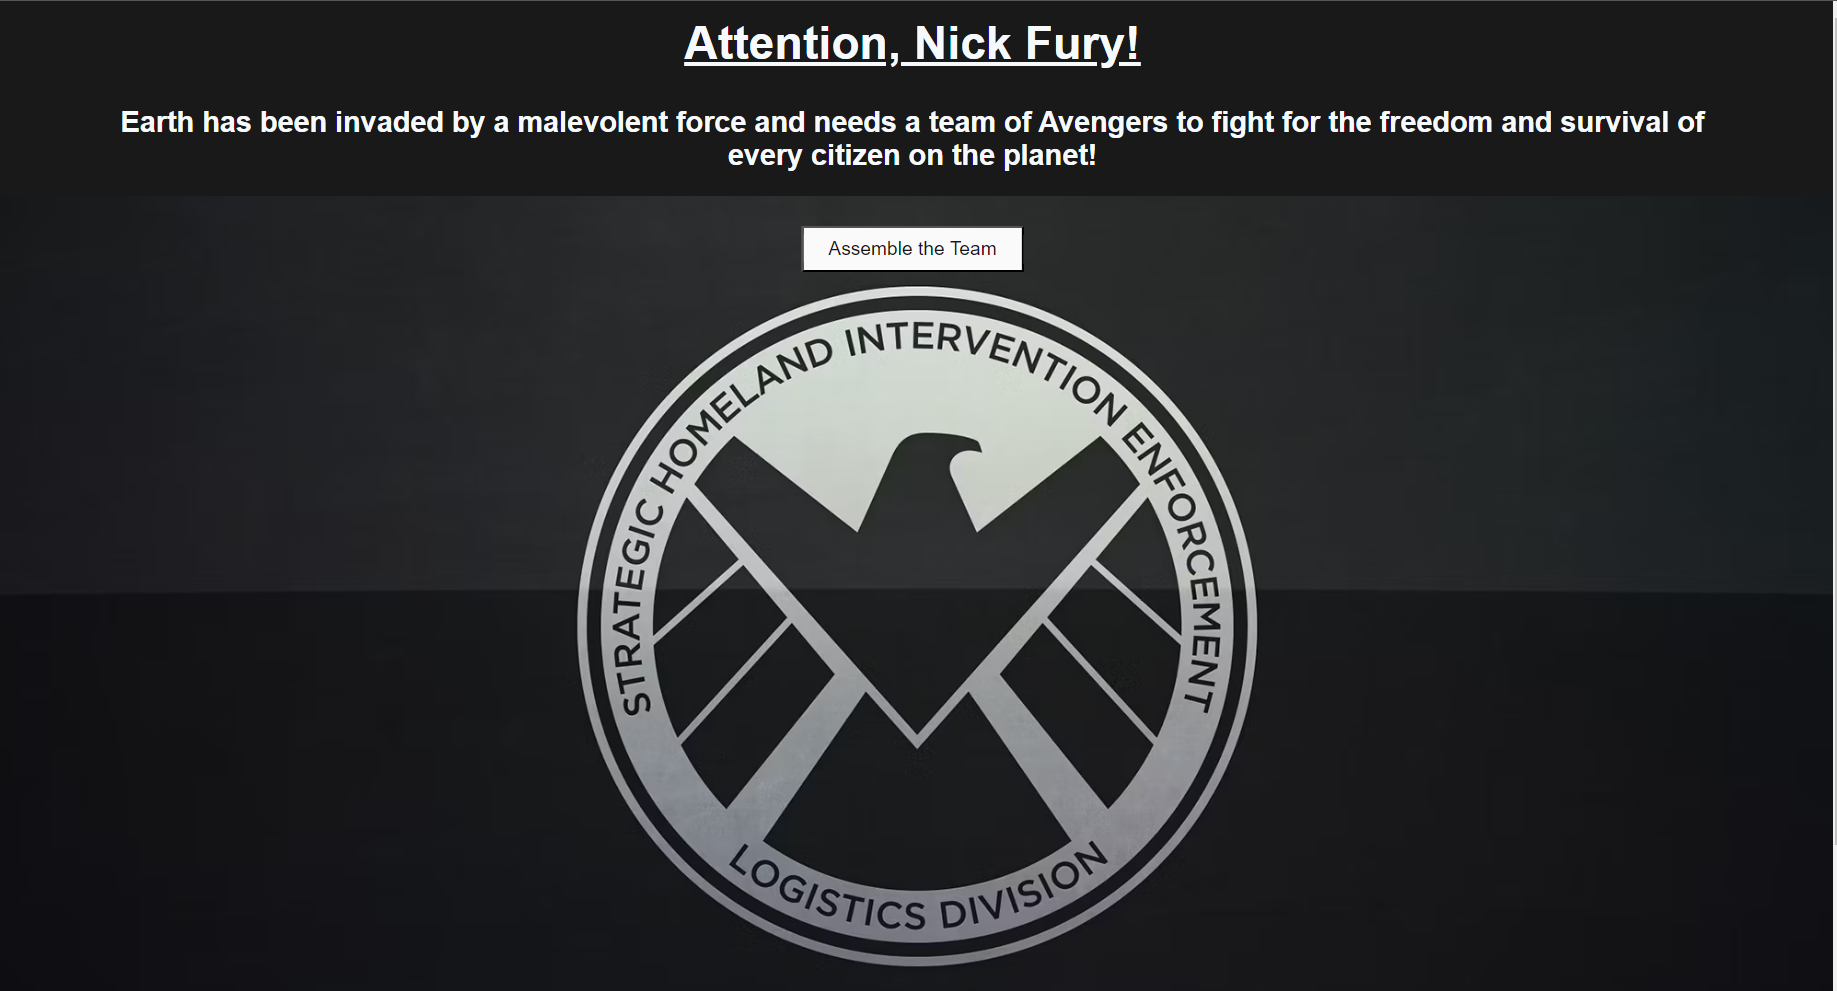 Attention, Nick Fury!
Earth has been invaded by a malevolent force and needs a team of Avengers to fight for the freedom and survival of
every citizen on the planet!
Assemble the Team
STRATEGIC HOMELAND INTERVENTION ENFORCEMENT
LOGISTICS DIVISION